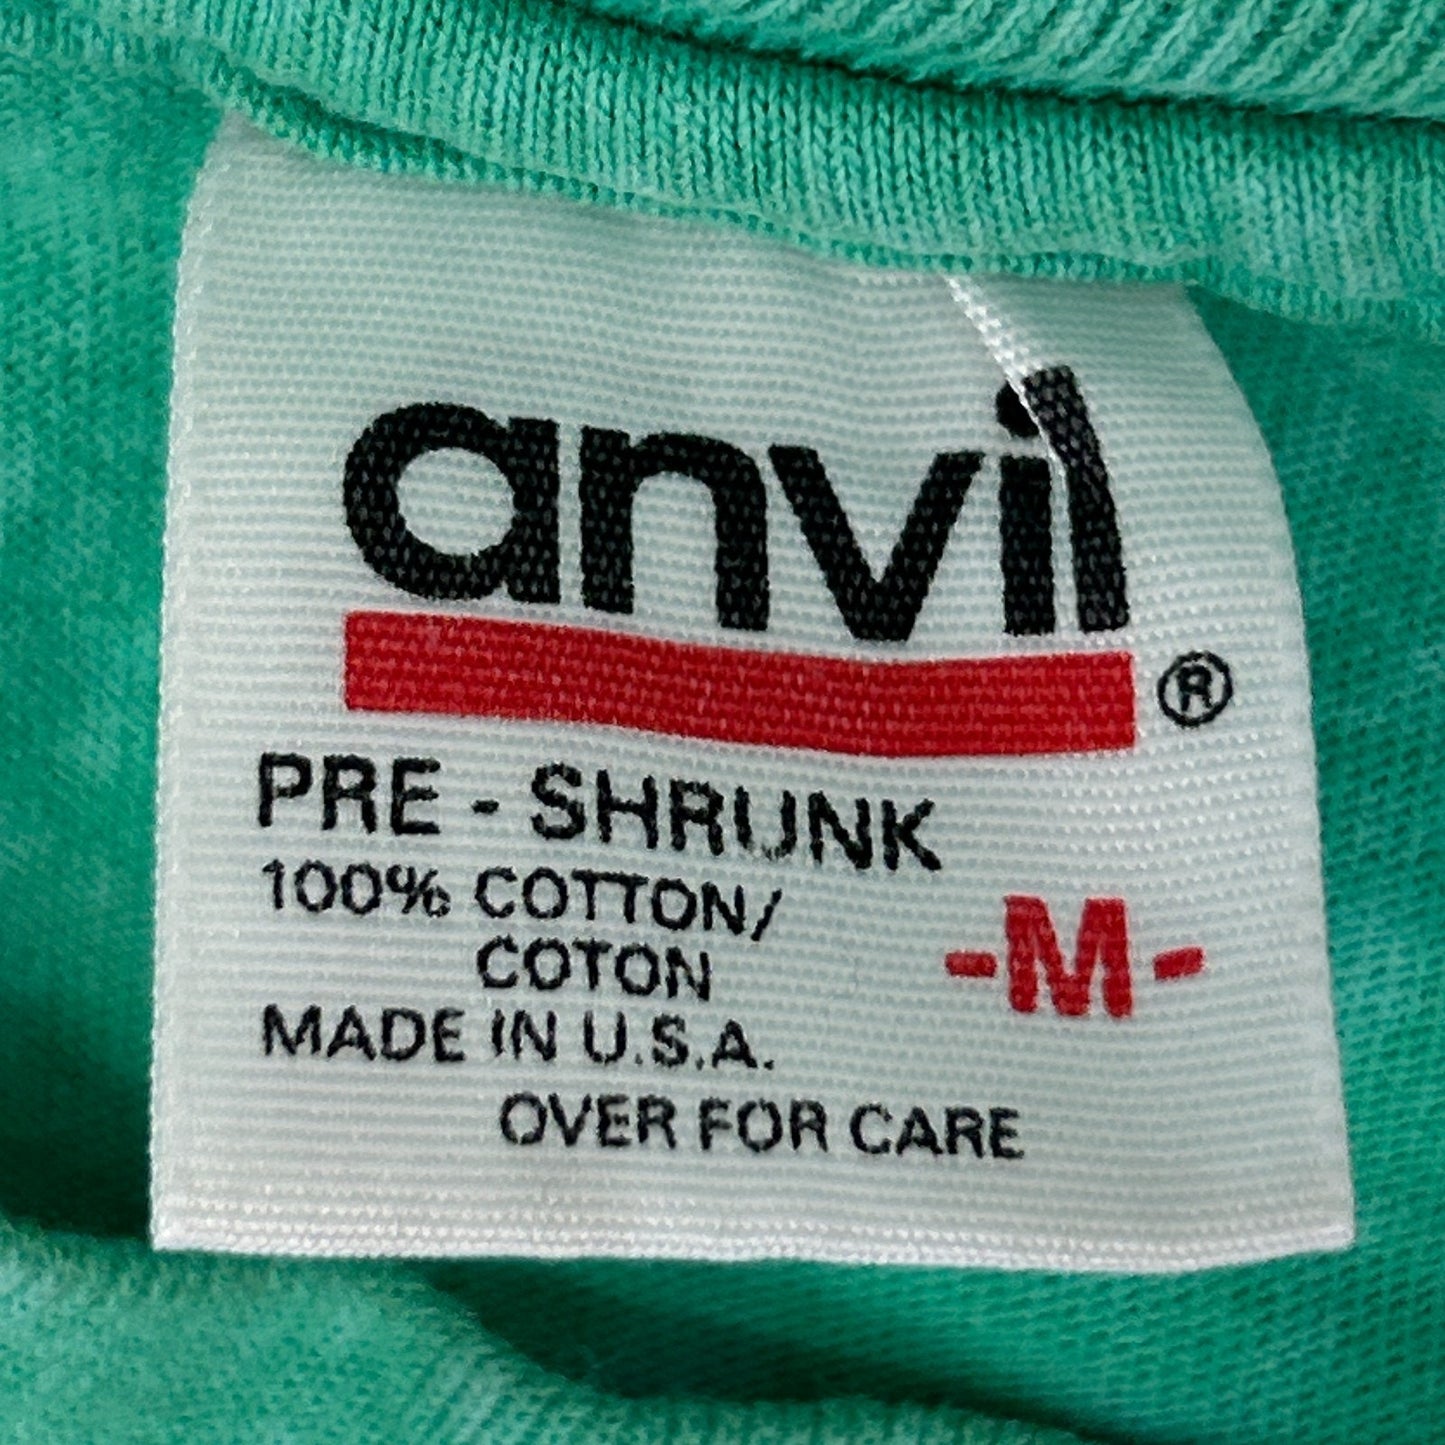 anvil®
PRE - SHRUNK
100% COTTON/
COTON
-M-
MADE IN U.S.A.
OVER FOR CARE